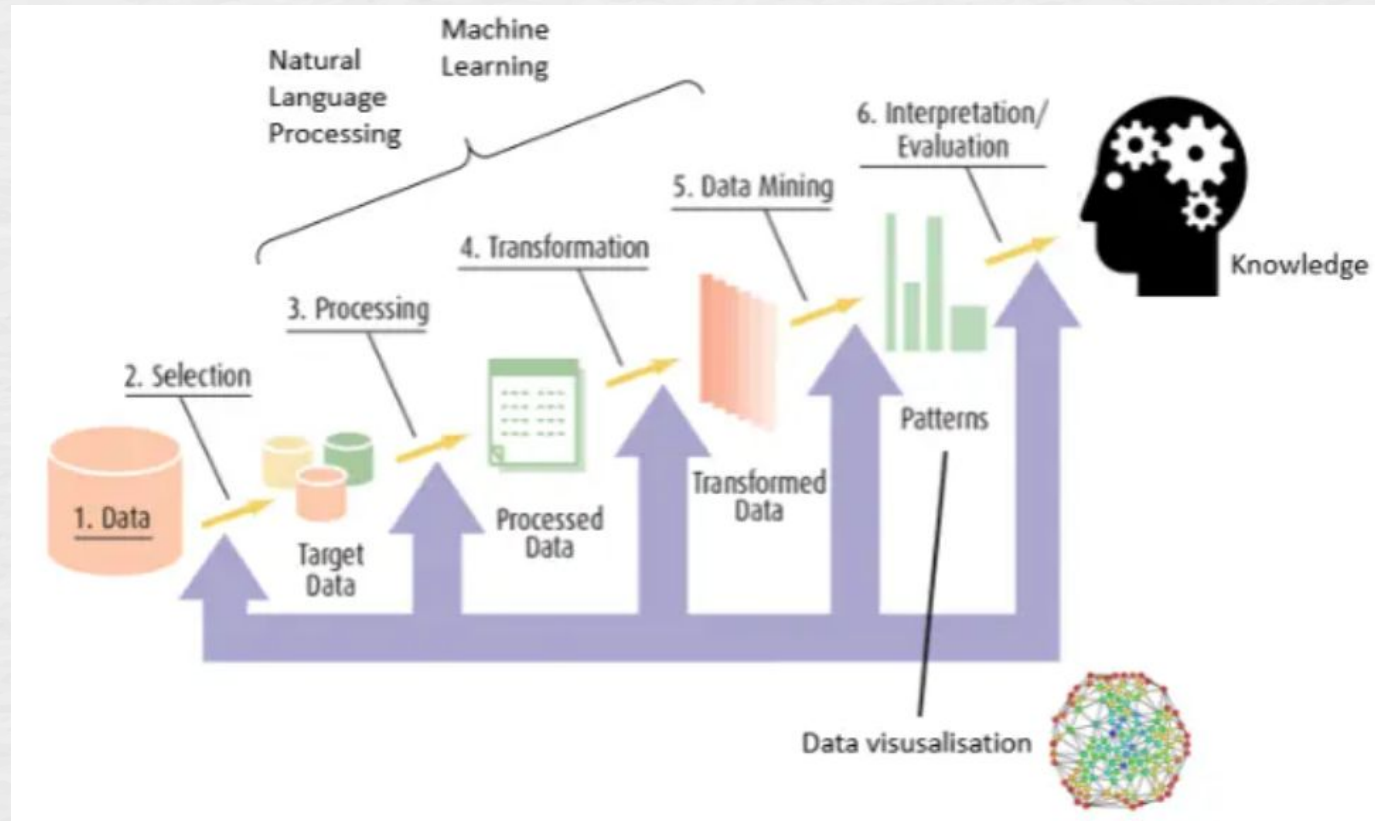 Machine
Learning
Natural
Language
Processing
6. Interpretation/
Evaluation
5. Data Mining
4. Transformation
Knowledge
3. Processing
2. Selection
Patterns
Transformed
Data
1. Data
Processed
Data
Target
Data
Data visusalisation